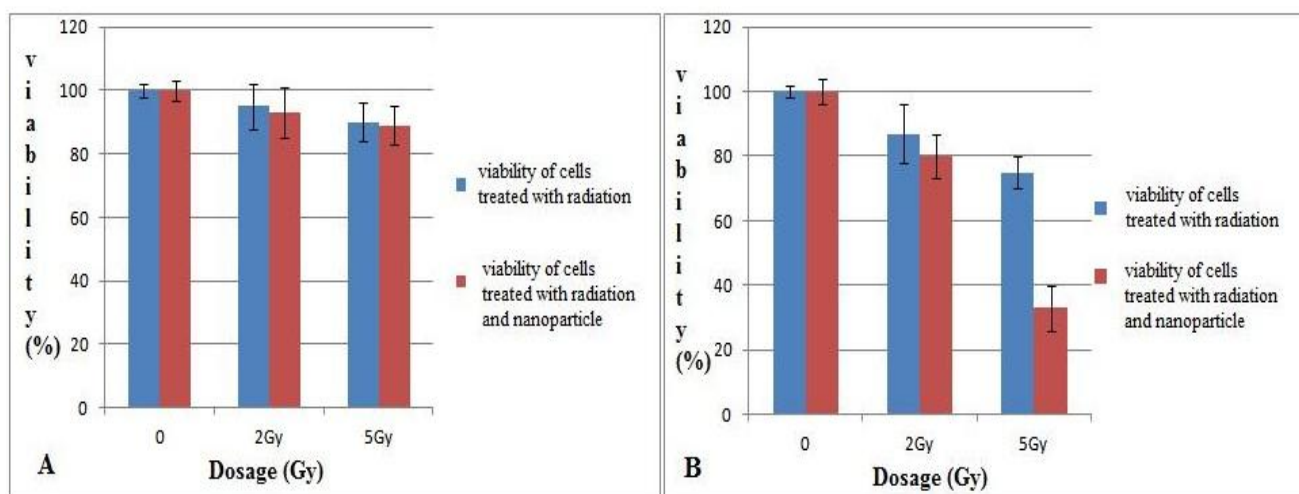 120
100
80
60
40
20
0
viability
(%)
0 2Gy 5Gy
Dosage (Gy)
A
viability of cells
treated with radiation
viability of cells
treated with radiation
and nanoparticle
120
100
80
60
40
20
0
viability
(%)
0 2Gy 5Gy
Dosage (Gy)
B
viability of cells
treated with radiation
viability of cells
treated with radiation
and nanoparticle